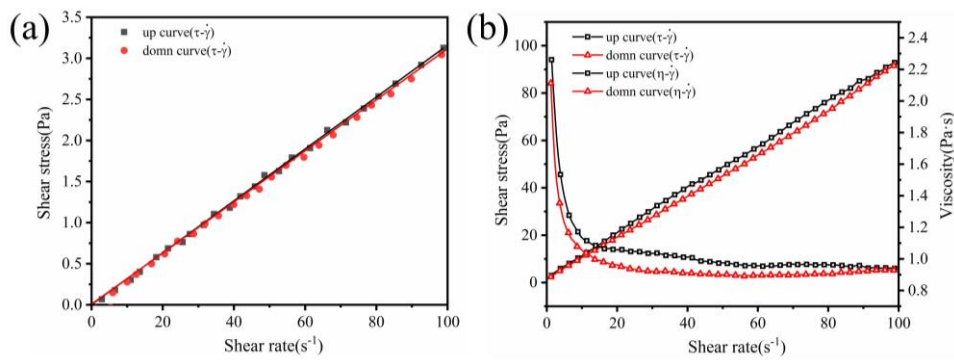 (a)
up curve(τ-γ̇)
domn curve(τ-γ̇)
Shear stress(Pa)
3.5
3.0
2.5
2.0
1.5
1.0
0.5
0.0
0 20 40 60 80 100
Shear rate(s⁻¹)
(b)
up curve(τ-γ̇)
domn curve(τ-γ̇)
up curve(η-γ̇)
domn curve(η-γ̇)
Shear stress(Pa)
100
80
60
40
20
0
Viscosity(Pa·s)
2.4
2.2
2.0
1.8
1.6
1.4
1.2
1.0
0.8
0 20 40 60 80 100
Shear rate(s⁻¹)